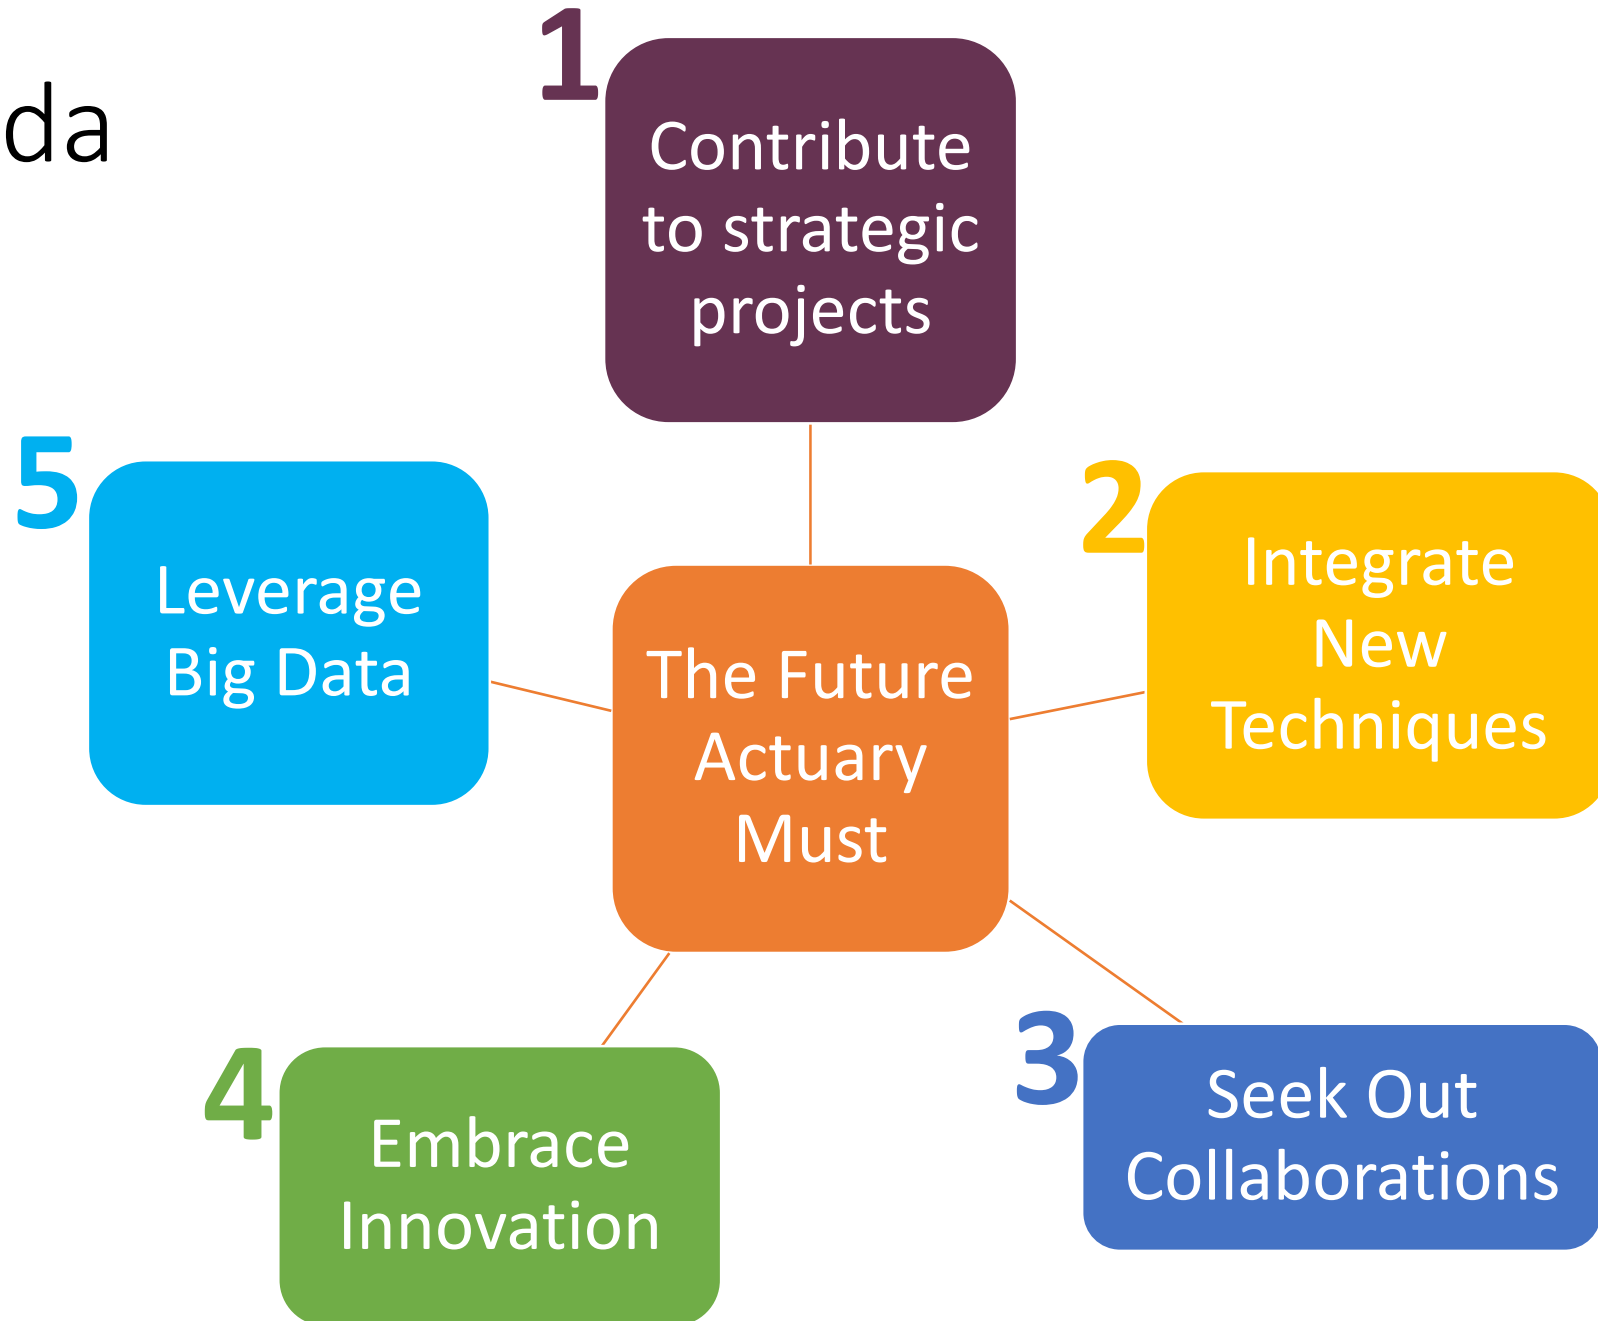 da
1
Contribute
to strategic
projects
2
Integrate
New
Techniques
3
Seek Out
Collaborations
4
Embrace
Innovation
5
Leverage
Big Data
The Future
Actuary
Must